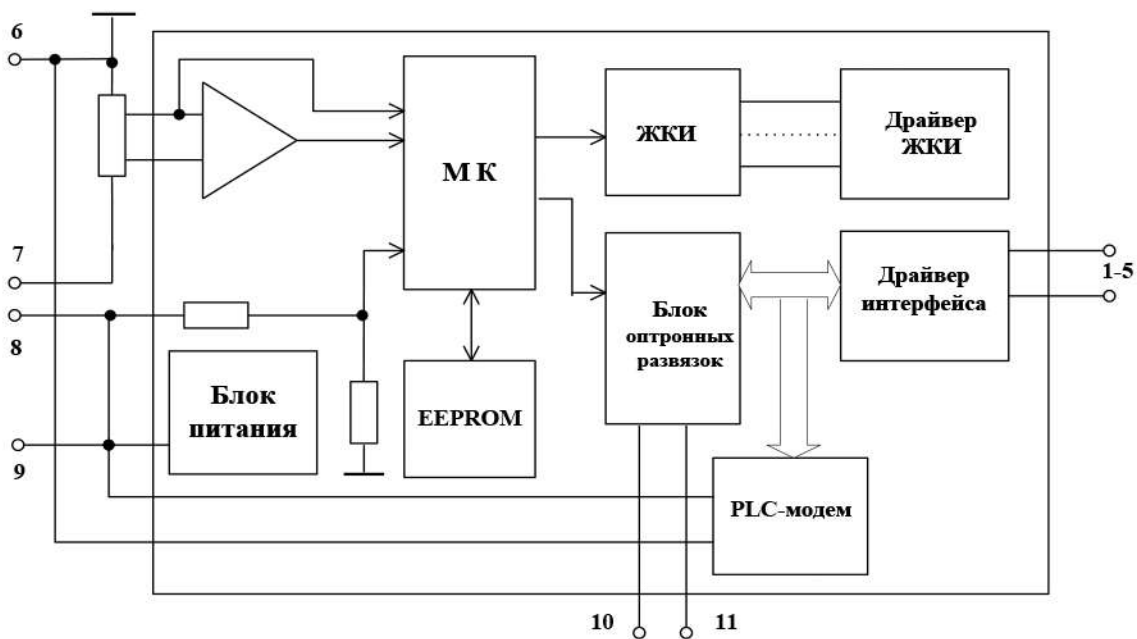 6
7
8
9
М К
ЖКИ
Драйвер
ЖКИ
Блок
оптронных
развязок
Драйвер
интерфейса
1-5
Блок
питания
EEPROM
PLC-модем
10
11